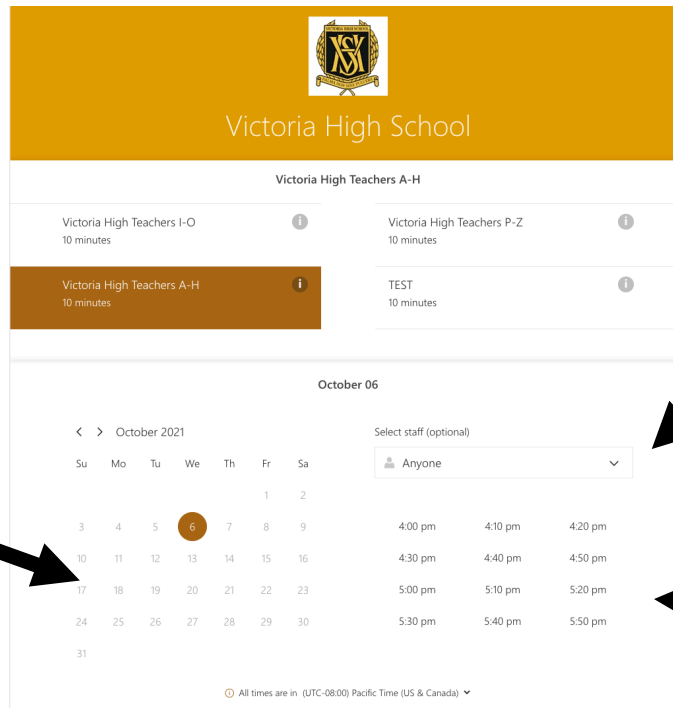 VICTORIA HIGH SCHOOL
VHS
Victoria High School
Victoria High Teachers A-H
Victoria High Teachers I-O
10 minutes
Victoria High Teachers P-Z
10 minutes
Victoria High Teachers A-H
10 minutes
TEST
10 minutes
October 06
< > October 2021
Su Mo Tu We Th Fr Sa
1 2
3 4 5 6 7 8 9
10 11 12 13 14 15 16
17 18 19 20 21 22 23
24 25 26 27 28 29 30
31
Select staff (optional)
Anyone
4:00 pm 4:10 pm 4:20 pm
4:30 pm 4:40 pm 4:50 pm
5:00 pm 5:10 pm 5:20 pm
5:30 pm 5:40 pm 5:50 pm
All times are in (UTC-08:00) Pacific Time (US & Canada)